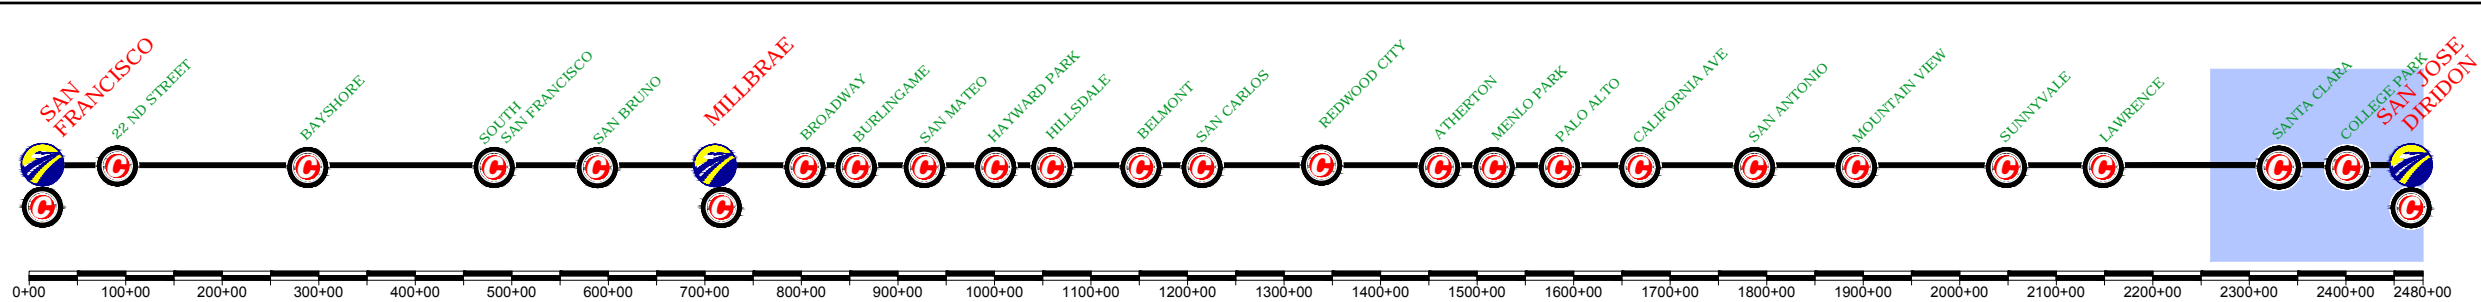 SAN
FRANCISCO
22 ND STREET
BAYSHORE
SOUTH
SAN FRANCISCO
SAN BRUNO
MILLBRAE
BROADWAY
BURLINGAME
SAN MATEO
HAYWARD PARK
HILLSDALE
BELMONT
SAN CARLOS
REDWOOD CITY
ATHERTON
MENLO PARK
PALO ALTO
CALIFORNIA AVE
SAN ANTONIO
MOUNTAIN VIEW
SUNNYVALE
LAWRENCE
SANTA CLARA
COLLEGE PARK
SAN JOSE
DIRIDON
C C C C C C C C C C C C C C C C C C C C C C
C C C
0+00 100+00 200+00 300+00 400+00 500+00 600+00 700+00 800+00 900+00 1000+00 1100+00 1200+00 1300+00 1400+00 1500+00 1600+00 1700+00 1800+00 1900+00 2000+00 2100+00 2200+00 2300+00 2400+00 2480+00